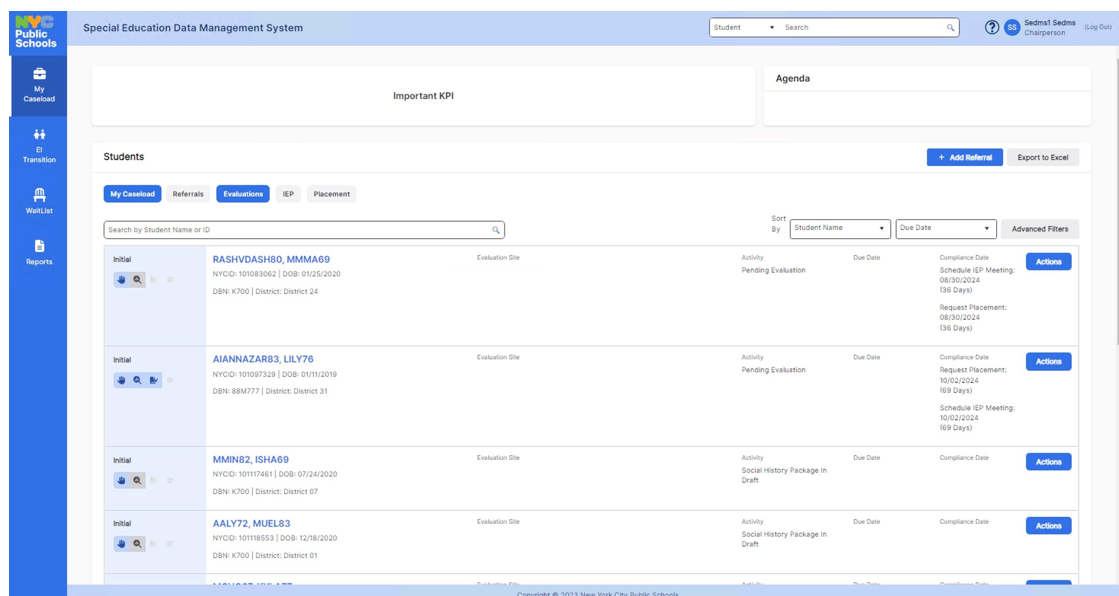 NYC
Public
Schools
Special Education Data Management System
Student
Search
SS
Sedms1 Sedms
Chairperson
(Log Out)
My
Caseload
EI
Transition
WaitList
Reports
Important KPI
Agenda
Students
+ Add Referral
Export to Excel
My Caseload
Referrals
Evaluations
IEP
Placement
Search by Student Name or ID
Sort
By
Student Name
Due Date
Advanced Filters
Initial
RASHVDASH80, MMMA69
NYCID: 101083062 | DOB: 01/25/2020
DBN: K700 | District: District 24
Evaluation Site
Activity
Pending Evaluation
Due Date
Compliance Date
Schedule IEP Meeting:
08/30/2024
(36 Days)
Request Placement:
08/30/2024
(36 Days)
Actions
Initial
AIANNAZAR83, LILY76
NYCID: 101097329 | DOB: 01/11/2019
DBN: 88M777 | District: District 31
Evaluation Site
Activity
Pending Evaluation
Due Date
Compliance Date
Request Placement:
10/02/2024
(69 Days)
Schedule IEP Meeting:
10/02/2024
(69 Days)
Actions
Initial
MMIN82, ISHA69
NYCID: 101117461 | DOB: 07/24/2020
DBN: K700 | District: District 07
Evaluation Site
Activity
Social History Package In
Draft
Due Date
Compliance Date
Actions
Initial
AALY72, MUEL83
NYCID: 101118553 | DOB: 12/18/2020
DBN: K700 | District: District 01
Evaluation Site
Activity
Social History Package In
Draft
Due Date
Compliance Date
Actions
Copyright © 2023 New York City Public Schools